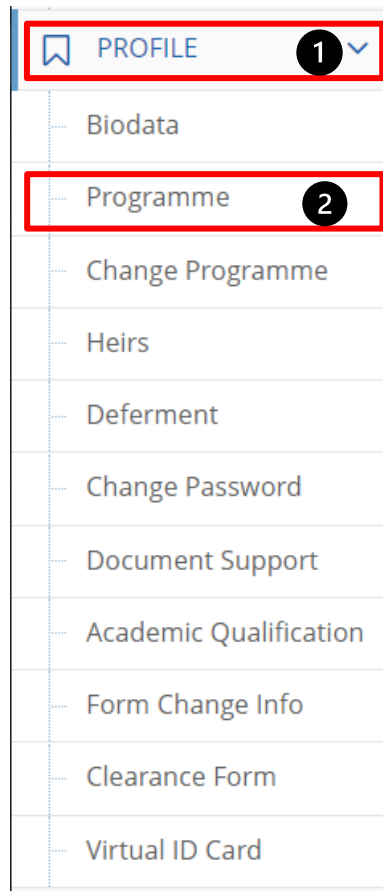 PROFILE 1
Biodata
Programme 2
Change Programme
Heirs
Deferment
Change Password
Document Support
Academic Qualification
Form Change Info
Clearance Form
Virtual ID Card